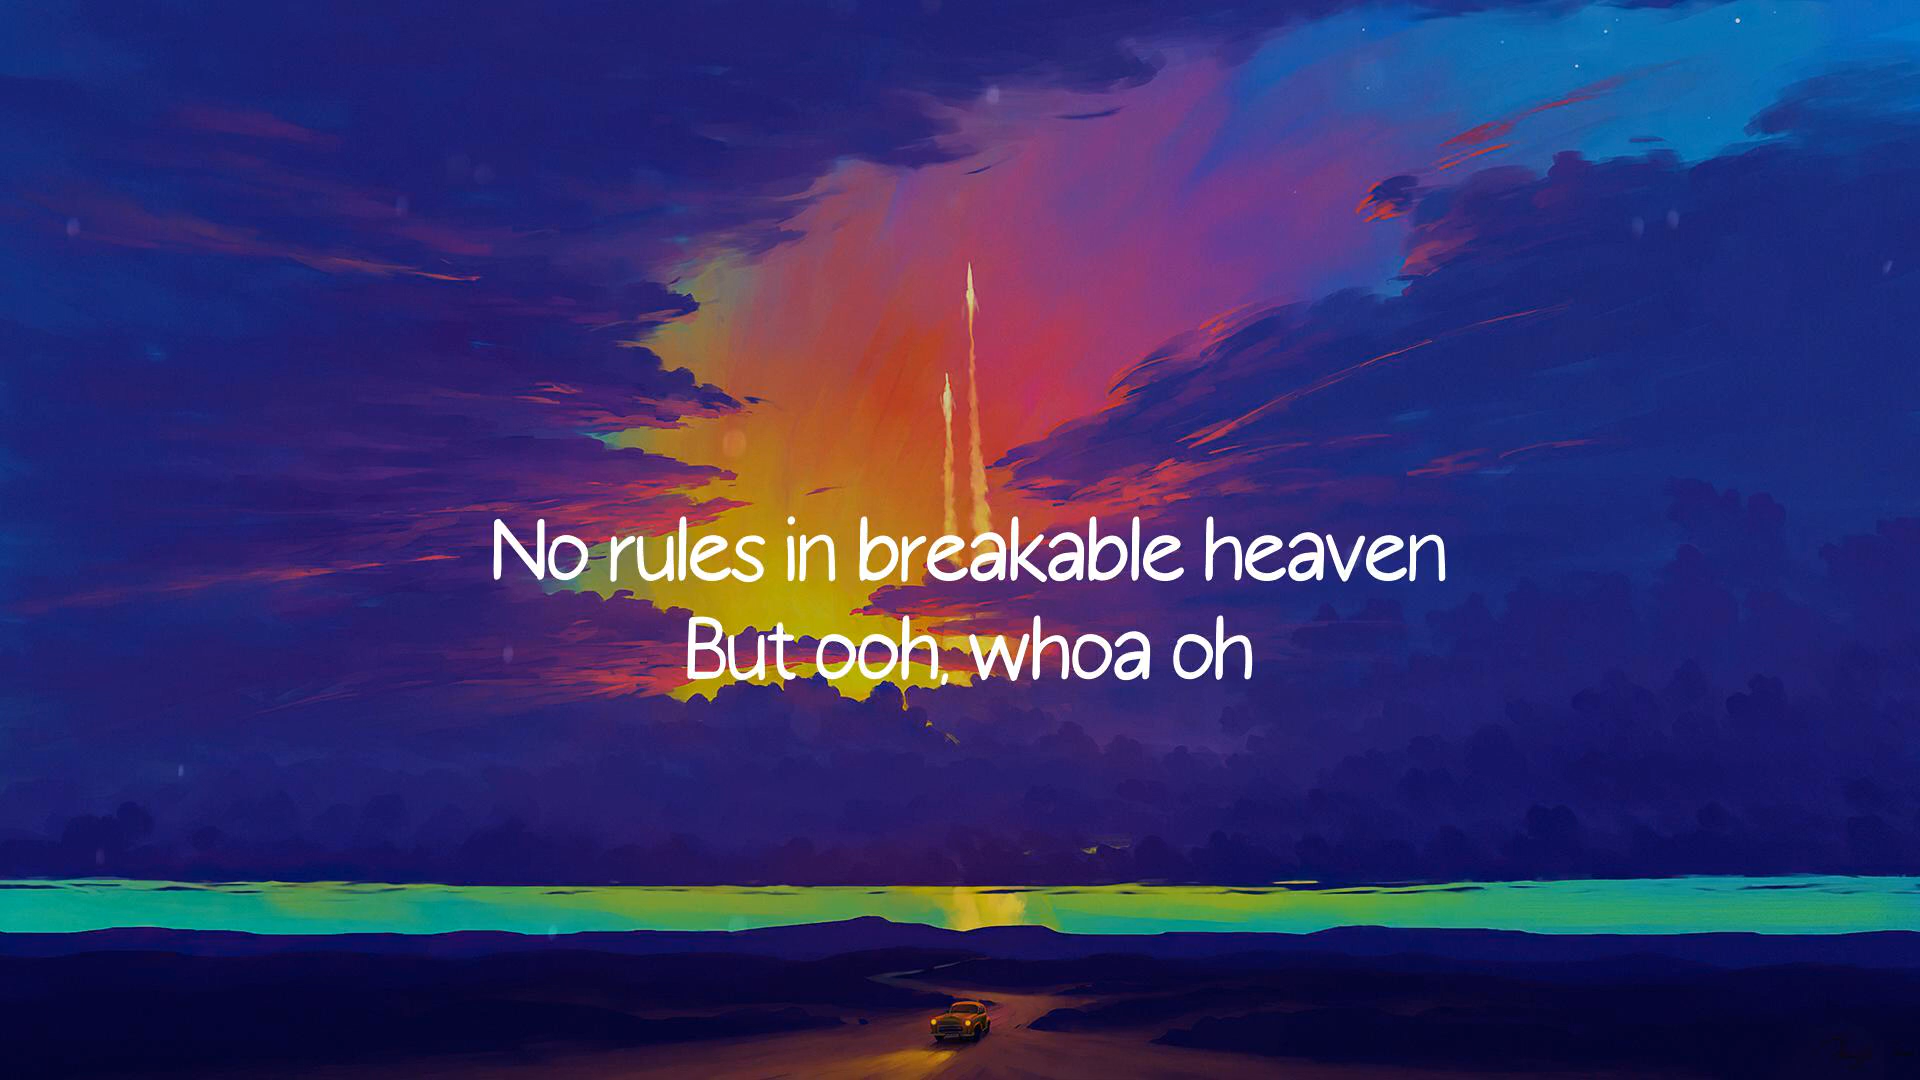 No rules in breakable heaven
But ooh, whoa oh